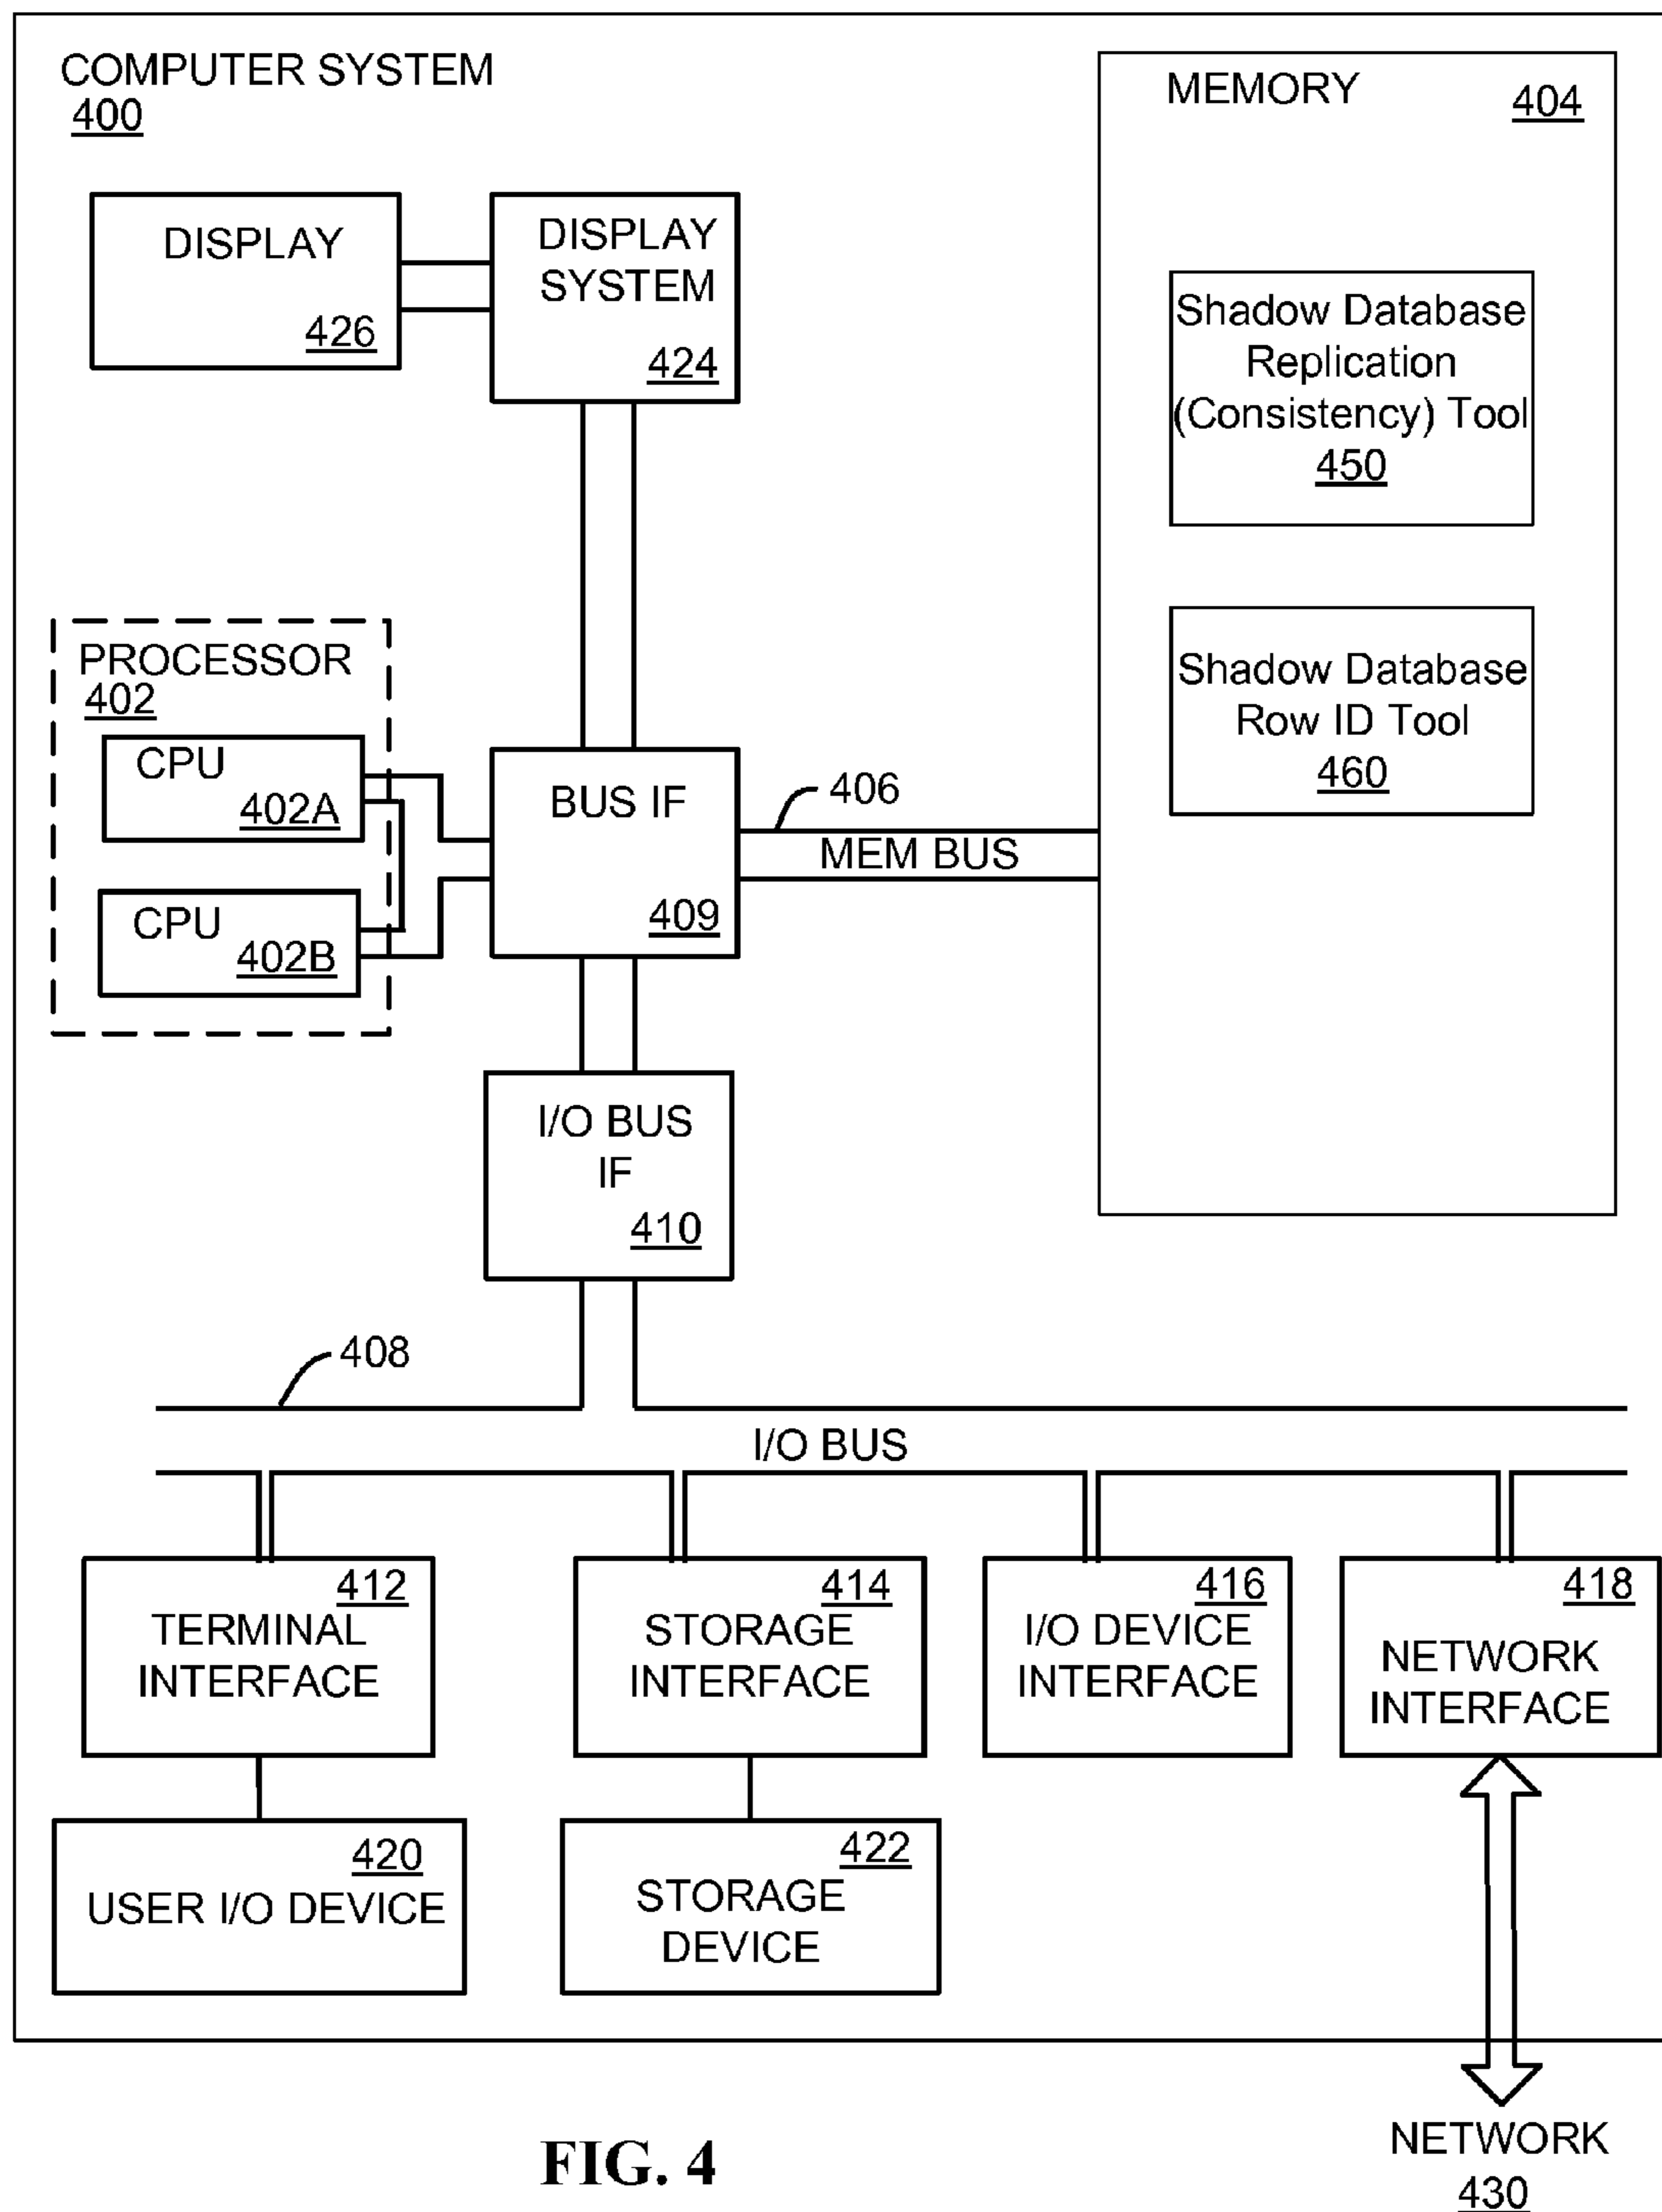 COMPUTER SYSTEM
400
MEMORY
404
DISPLAY
426
DISPLAY
SYSTEM
424
Shadow Database
Replication
(Consistency) Tool
450
Shadow Database
Row ID Tool
460
PROCESSOR
402
CPU
402A
CPU
402B
BUS IF
409
406
MEM BUS
I/O BUS
IF
410
408
I/O BUS
412
TERMINAL
INTERFACE
414
STORAGE
INTERFACE
416
I/O DEVICE
INTERFACE
418
NETWORK
INTERFACE
420
USER I/O DEVICE
422
STORAGE
DEVICE
NETWORK
430
FIG. 4